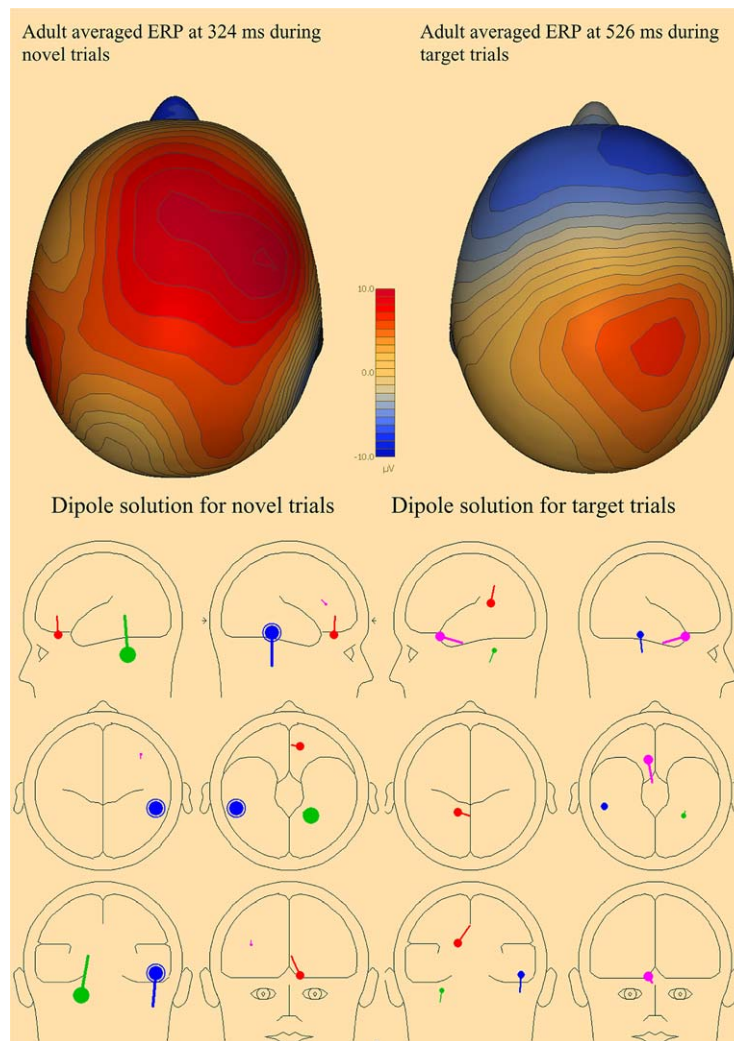 Adult averaged ERP at 324 ms during
novel trials
Adult averaged ERP at 526 ms during
target trials
10.0
0.0
-10.0
µV
Dipole solution for novel trials
Dipole solution for target trials